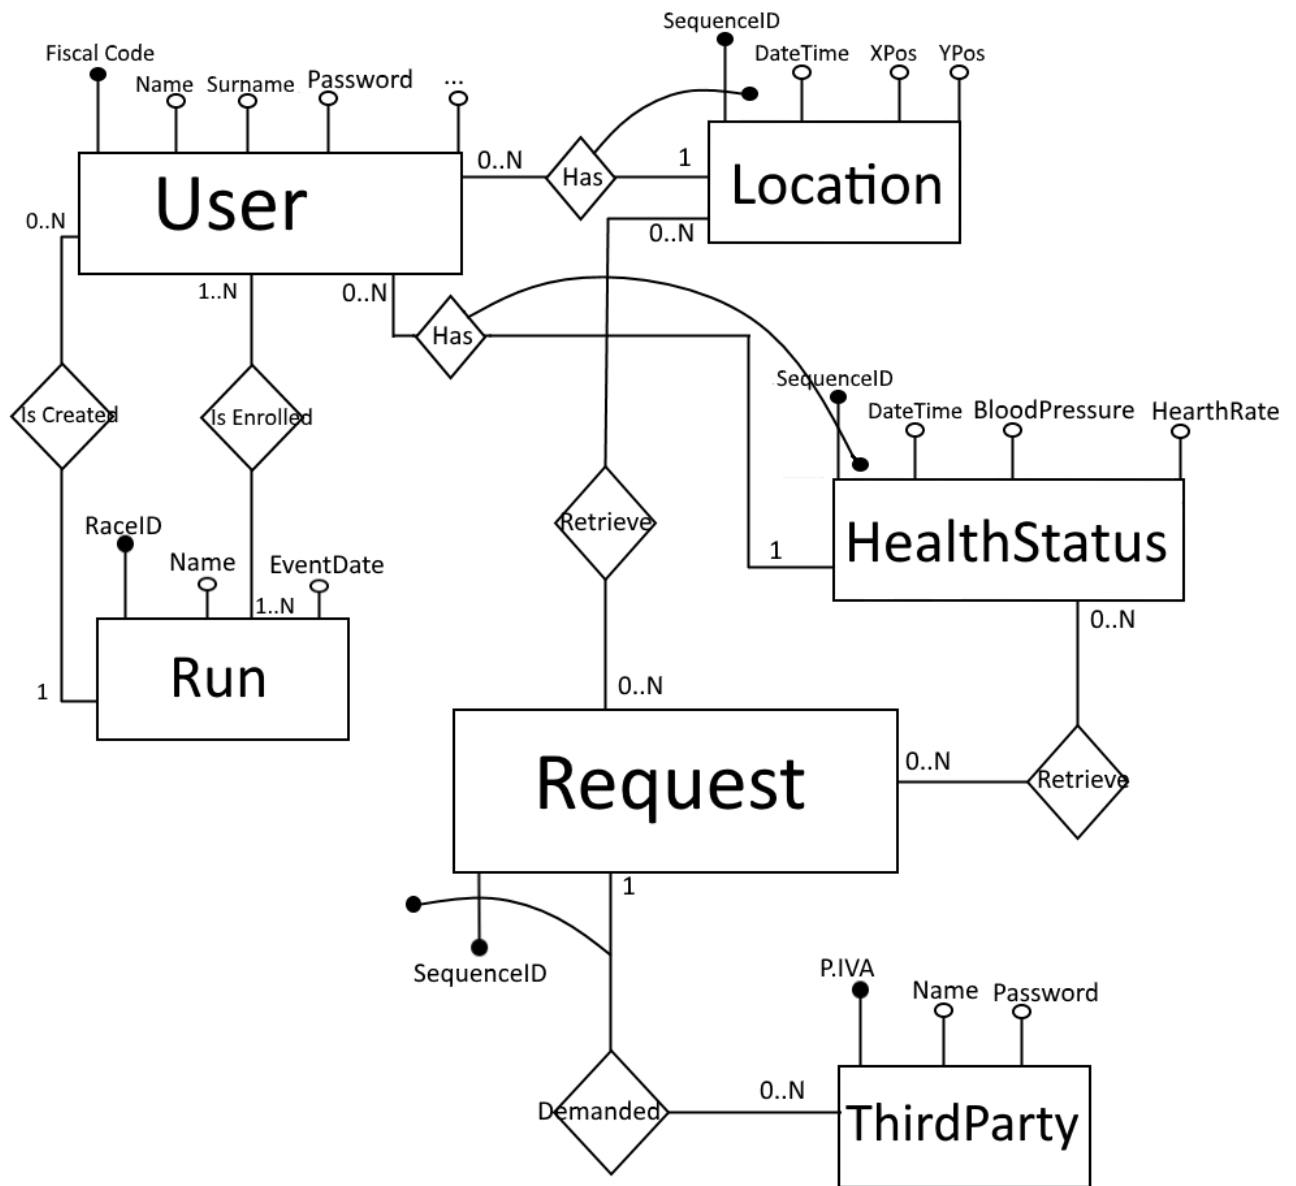 SequenceID
Fiscal Code
DateTime
XPos
YPos
Name
Surname
Password
...
0..N
Has
1
User
Location
0..N
0..N
1..N
0..N
Has
SequenceID
DateTime
BloodPressure
HearthRate
Is Created
Is Enrolled
RaceID
Retrieve
Name
EventDate
1
HealthStatus
1..N
0..N
Run
1
0..N
0..N
Request
Retrieve
1
SequenceID
P.IVA
Name
Password
0..N
Demanded
ThirdParty